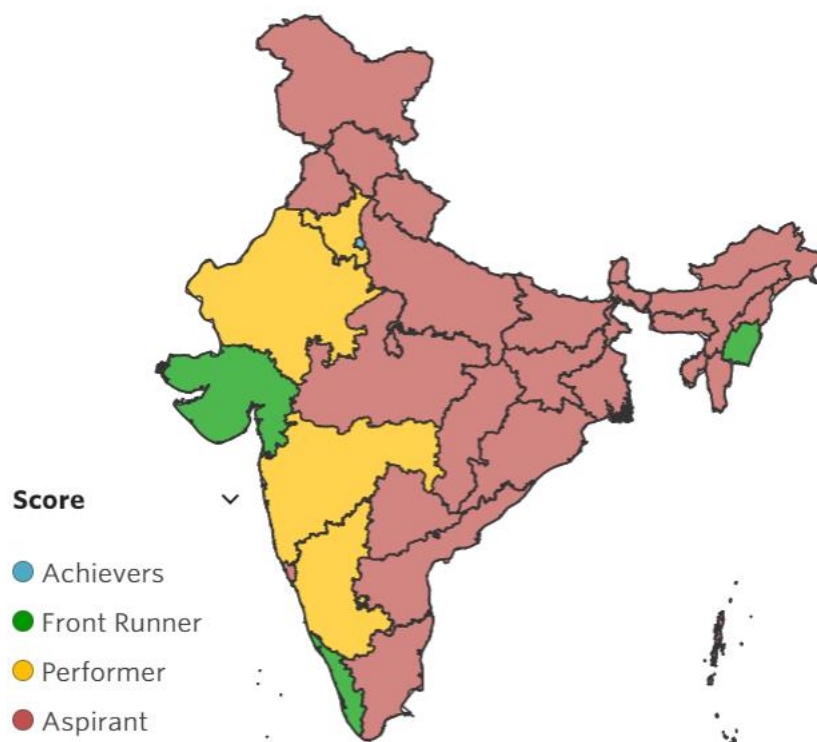 Score
Achievers
Front Runner
Performer
Aspirant